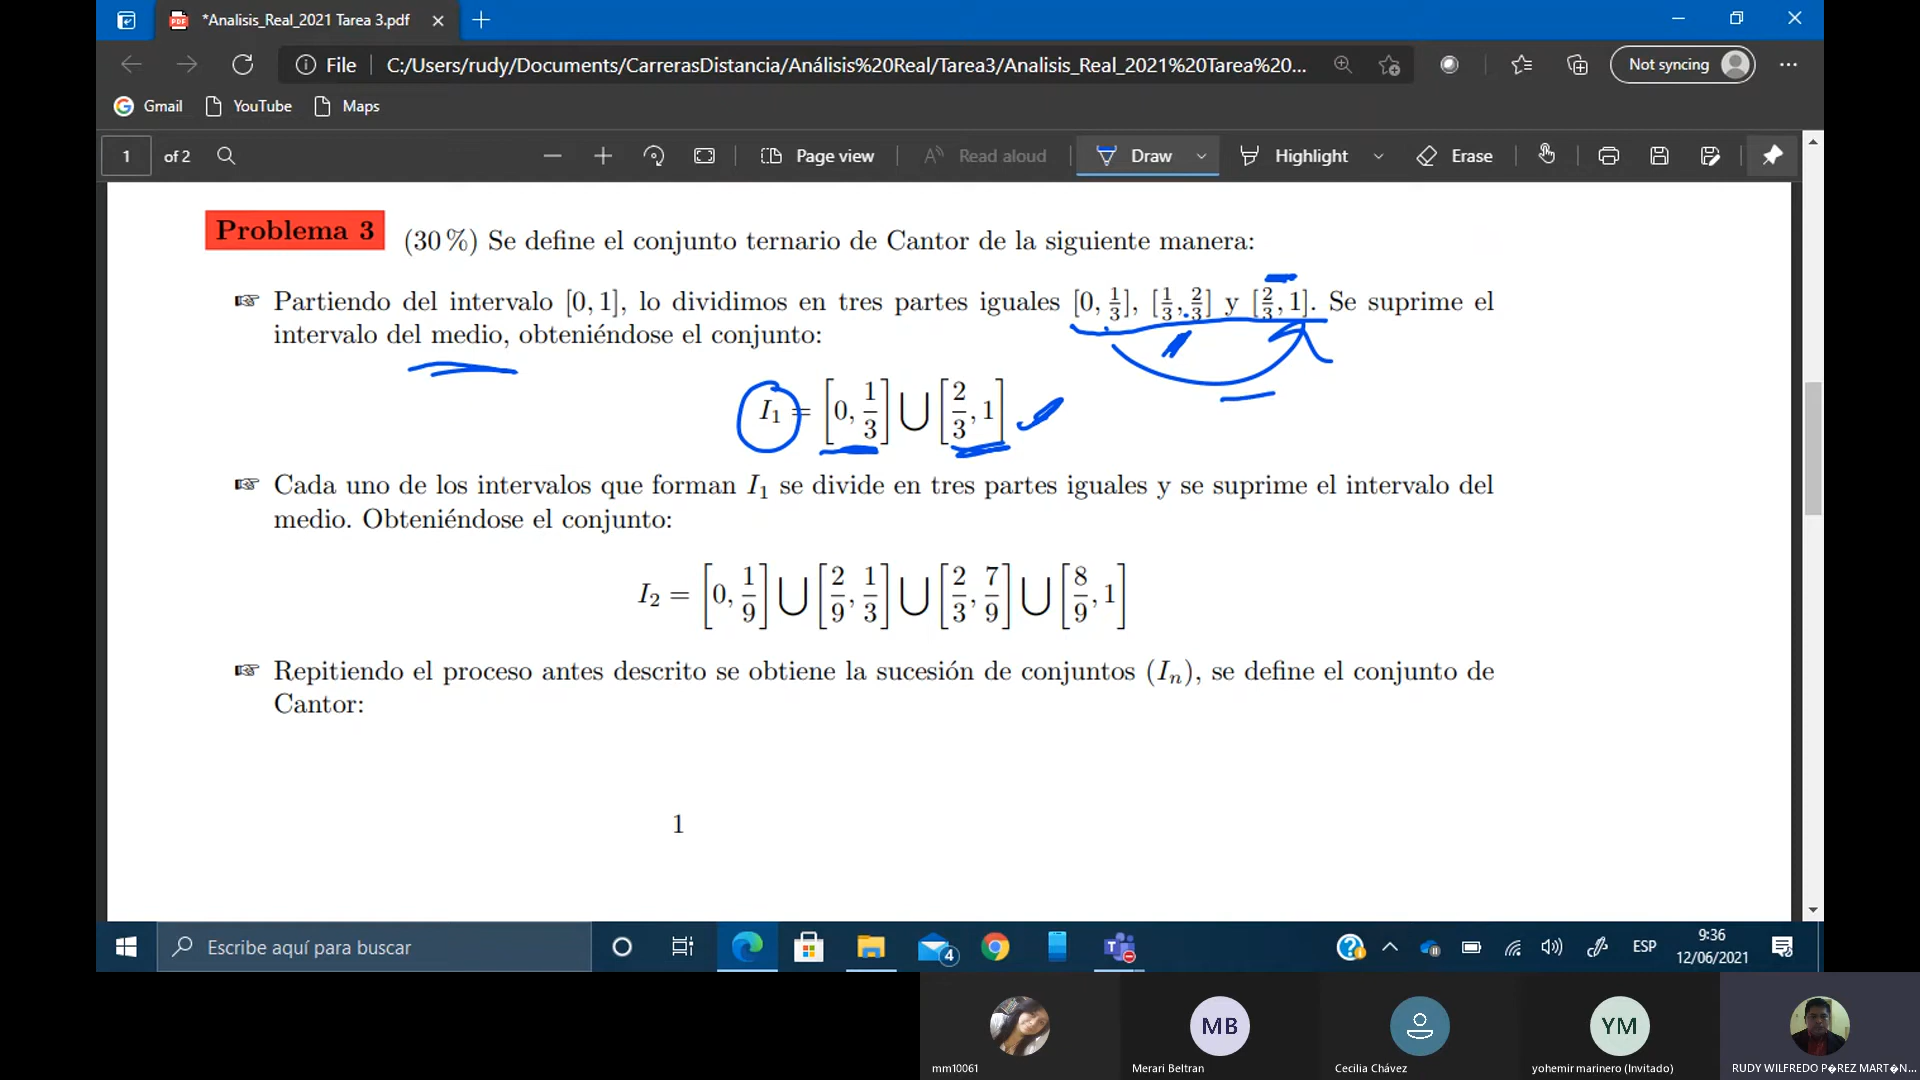 *Analisis_Real_2021 Tarea 3.pdf
File
C:/Users/rudy/Documents/CarrerasDistancia/Análisis%20Real/Tarea3/Analisis_Real_2021%20Tarea%20...
Not syncing
Gmail YouTube Maps
1 of 2 Page view Read aloud Draw Highlight Erase
Problema 3 (30 %) Se define el conjunto ternario de Cantor de la siguiente manera:
☞ Partiendo del intervalo [0, 1], lo dividimos en tres partes iguales [0, 1/3], [1/3, 2/3] y [2/3, 1]. Se suprime el
intervalo del medio, obteniéndose el conjunto:
I₁ = [0, 1/3] ⋃ [2/3, 1]
☞ Cada uno de los intervalos que forman I₁ se divide en tres partes iguales y se suprime el intervalo del
medio. Obteniéndose el conjunto:
I₂ = [0, 1/9] ⋃ [2/9, 1/3] ⋃ [2/3, 7/9] ⋃ [8/9, 1]
☞ Repitiendo el proceso antes descrito se obtiene la sucesión de conjuntos (Iₙ), se define el conjunto de
Cantor:
1
Escribe aquí para buscar
4
ESP
9:36
12/06/2021
MB YM
mm10061 Merari Beltran Cecilia Chávez yohemir marinero (Invitado) RUDY WILFREDO P�REZ MART�N...